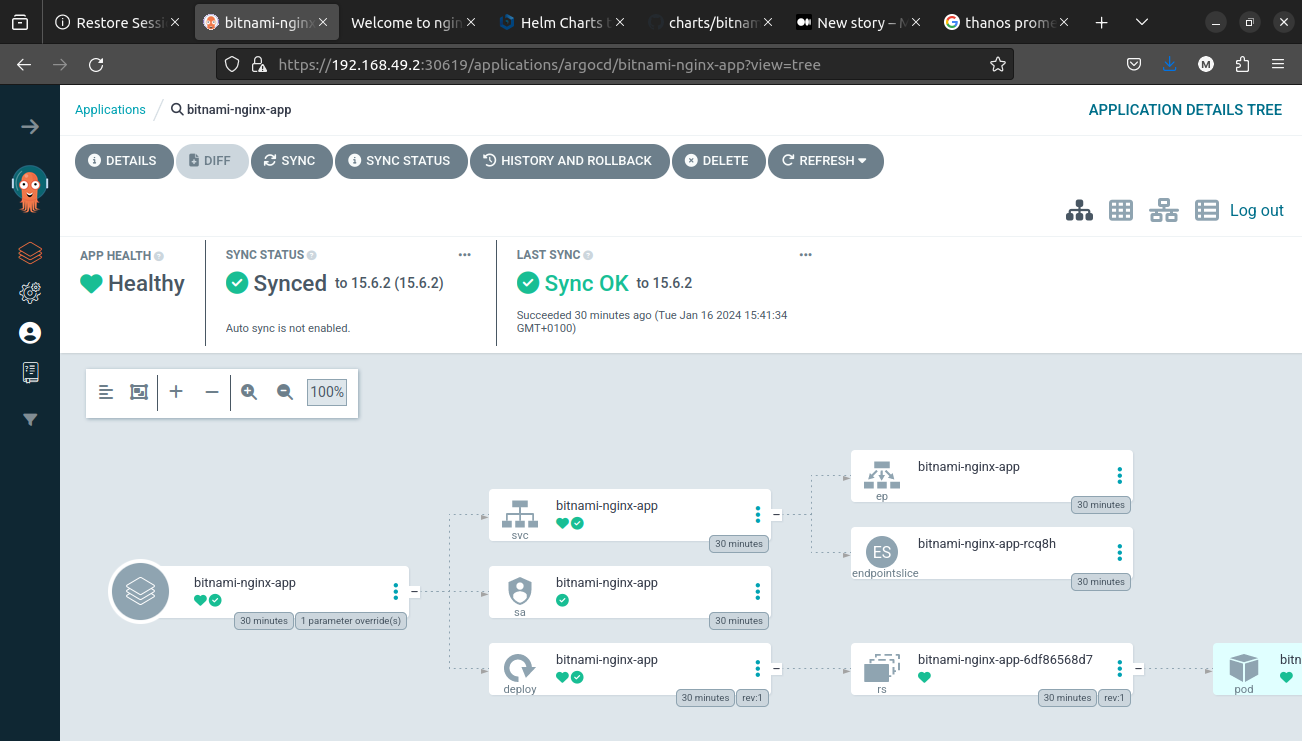 Restore Sessi
bitnami-nginx
Welcome to ngin
Helm Charts t
charts/bitnam
New story – M
thanos prome
https://192.168.49.2:30619/applications/argocd/bitnami-nginx-app?view=tree
M
Applications / bitnami-nginx-app
APPLICATION DETAILS TREE
DETAILS
DIFF
SYNC
SYNC STATUS
HISTORY AND ROLLBACK
DELETE
REFRESH
Log out
APP HEALTH
Healthy
SYNC STATUS
Synced to 15.6.2 (15.6.2)
Auto sync is not enabled.
LAST SYNC
Sync OK to 15.6.2
Succeeded 30 minutes ago (Tue Jan 16 2024 15:41:34
GMT+0100)
100%
bitnami-nginx-app
30 minutes
1 parameter override(s)
bitnami-nginx-app
svc
30 minutes
bitnami-nginx-app
sa
30 minutes
bitnami-nginx-app
deploy
30 minutes
rev:1
bitnami-nginx-app
ep
30 minutes
ES
bitnami-nginx-app-rcq8h
endpointslice
30 minutes
bitnami-nginx-app-6df86568d7
rs
30 minutes
rev:1
bitn
pod